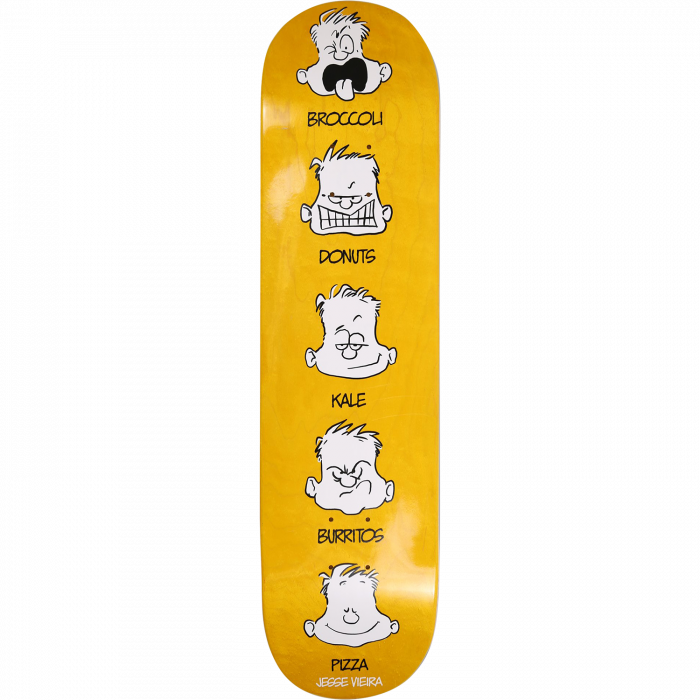 BROCCOLI
DONUTS
KALE
BURRITOS
PIZZA
JESSE VIEIRA